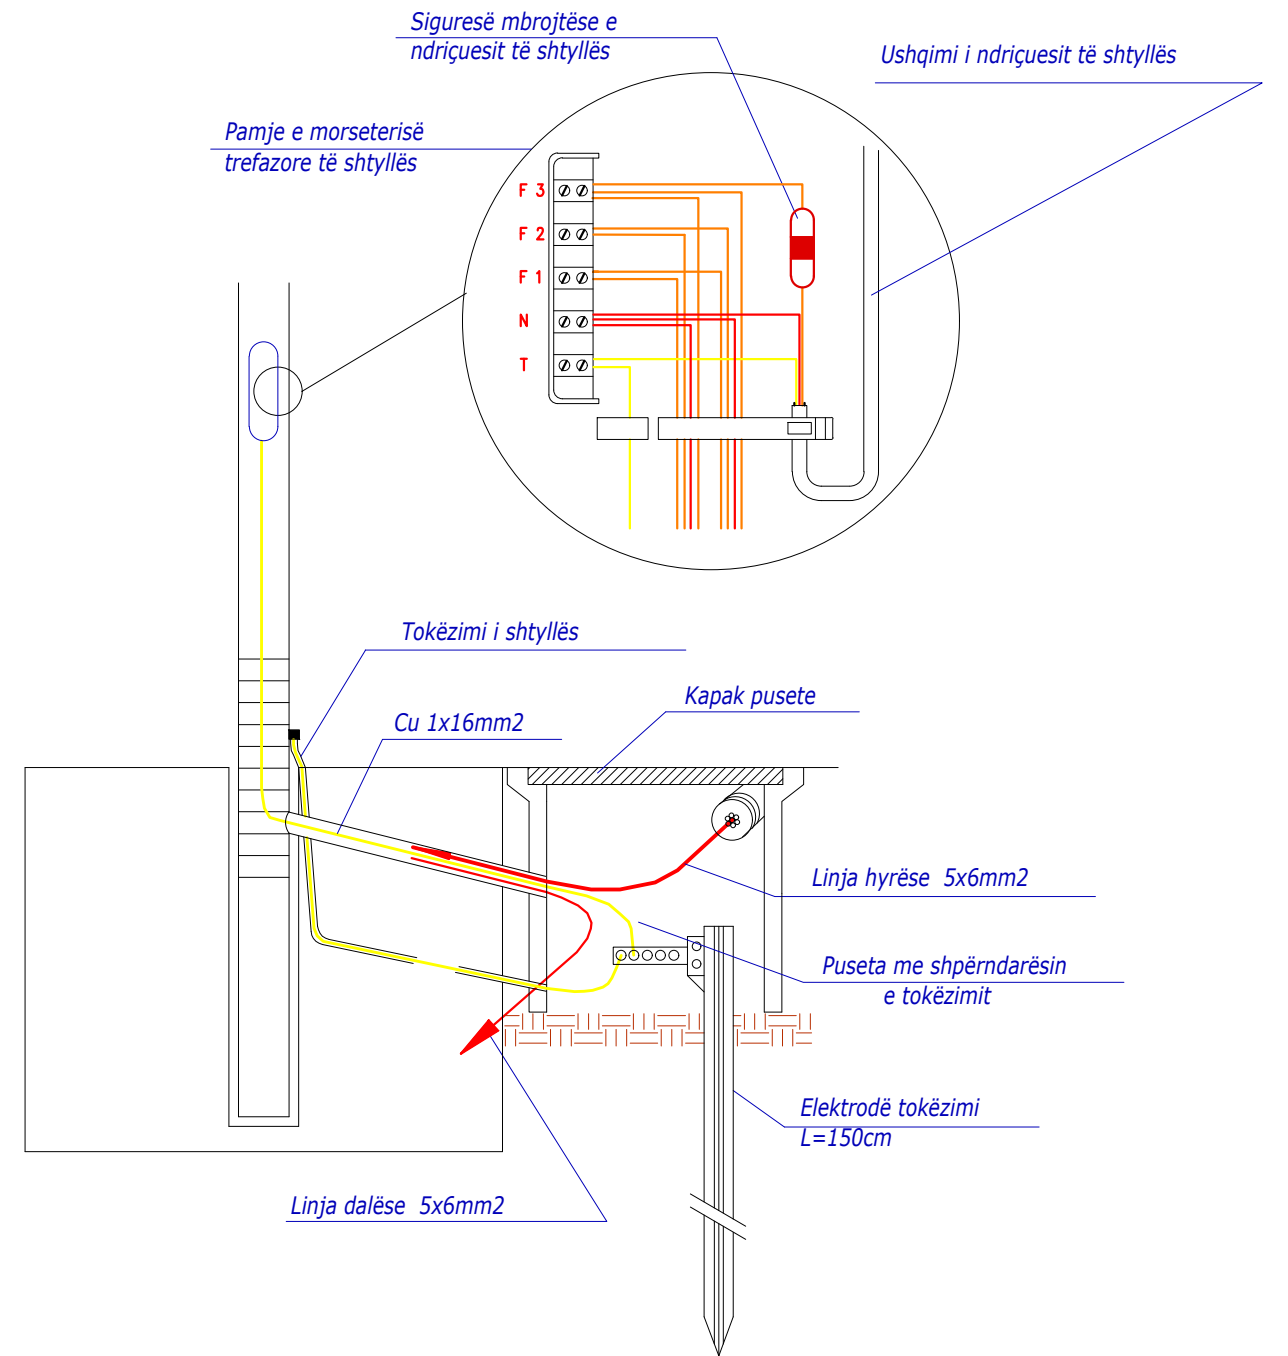 Siguresë mbrojtëse e
ndriçuesit të shtyllës
Ushqimi i ndriçuesit të shtyllës
Pamje e morseterisë
trefazore të shtyllës
F 3
F 2
F 1
N
T
Tokëzimi i shtyllës
Kapak pusete
Cu 1x16mm2
Linja hyrëse 5x6mm2
Puseta me shpërndarësin
e tokëzimit
Elektrodë tokëzimi
L=150cm
Linja dalëse 5x6mm2